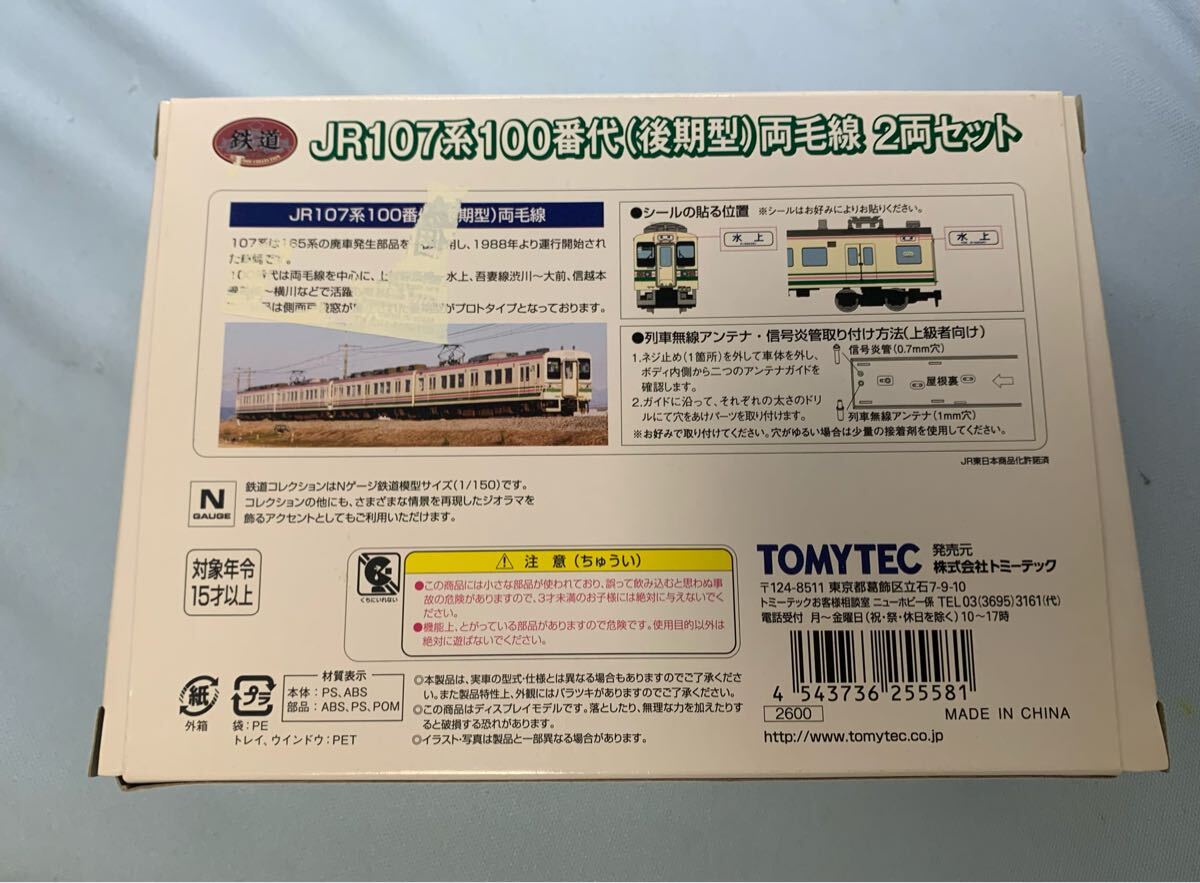 鉄道
JR107系100番代(後期型)両毛線 2両セット
JR107系100番 期型)両毛線
107系は165系の廃車発生部品を 用し、1988年より運行開始され
100 代は両毛線を中心に、上 水上、吾妻線渋川〜大前、信越本
〜横川などで活躍
は側面戸 窓が がプロトタイプとなっております。
●シールの貼る位置 ※シールはお好みによりお貼りください。
水上
水上
●列車無線アンテナ・信号炎管取り付け方法(上級者向け)
1.ネジ止め(1箇所)を外して車体を外し、
ボディ内側から二つのアンテナガイドを
確認します。
2.ガイドに沿って、それぞれの太さのドリ
ルにて穴をあけパーツを取り付けます。
信号炎管(0.7mm穴)
屋根裏
列車無線アンテナ(1mm穴)
※お好みで取り付けてください。穴がゆるい場合は少量の接着剤を使用してください。
JR東日本商品化許諾済
N
GAUGE
鉄道コレクションはNゲージ鉄道模型サイズ(1/150)です。
コレクションの他にも、さまざまな情景を再現したジオラマを
飾るアクセントとしてもご利用いただけます。
対象年令
15才以上
くちにいれない
注意(ちゅうい)
●この商品には小さな部品が使われており、誤って飲み込むと思わぬ事
故の危険がありますので、3才未満のお子様には絶対に与えないでく
ださい。
●機能上、とがっている部品がありますので危険です。使用目的以外は
絶対に遊ばないでください。
TOMYTEC 発売元
株式会社トミーテック
〒124-8511 東京都葛飾区立石7-9-10
トミーテックお客様相談室 ニューホビー係 TEL 03(3695)3161(代)
電話受付 月〜金曜日(祝・祭・休日を除く)10〜17時
4 543736 255581
2600
MADE IN CHINA
http://www.tomytec.co.jp
紙
外箱
プラ
袋:PE
トレイ、ウインドウ:PET
材質表示
本体:PS、ABS
部品:ABS、PS、POM
◎本製品は、実車の型式・仕様とは異なる場合もありますのでご了承くださ
い。また製品特性上、外観にはバラツキがありますのでご了承ください。
◎この商品はディスプレイモデルです。落としたり、無理な力を加えたりす
ると破損する恐れがあります。
◎イラスト・写真は製品と一部異なる場合があります。